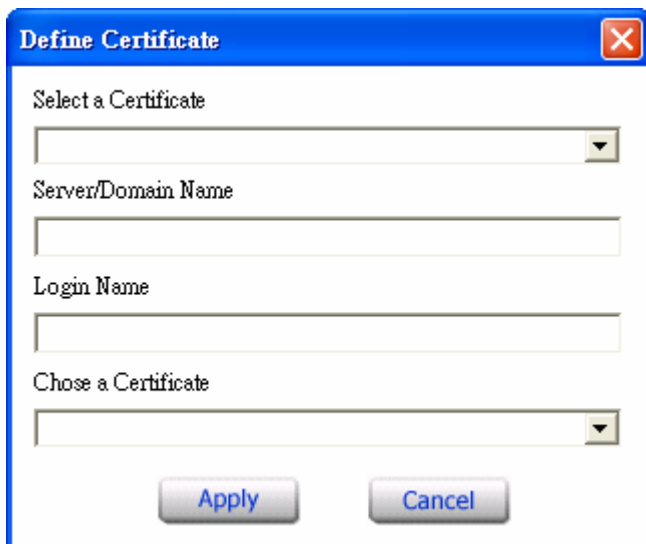 Define Certificate
Select a Certificate
Server/Domain Name
Login Name
Chose a Certificate
Apply Cancel